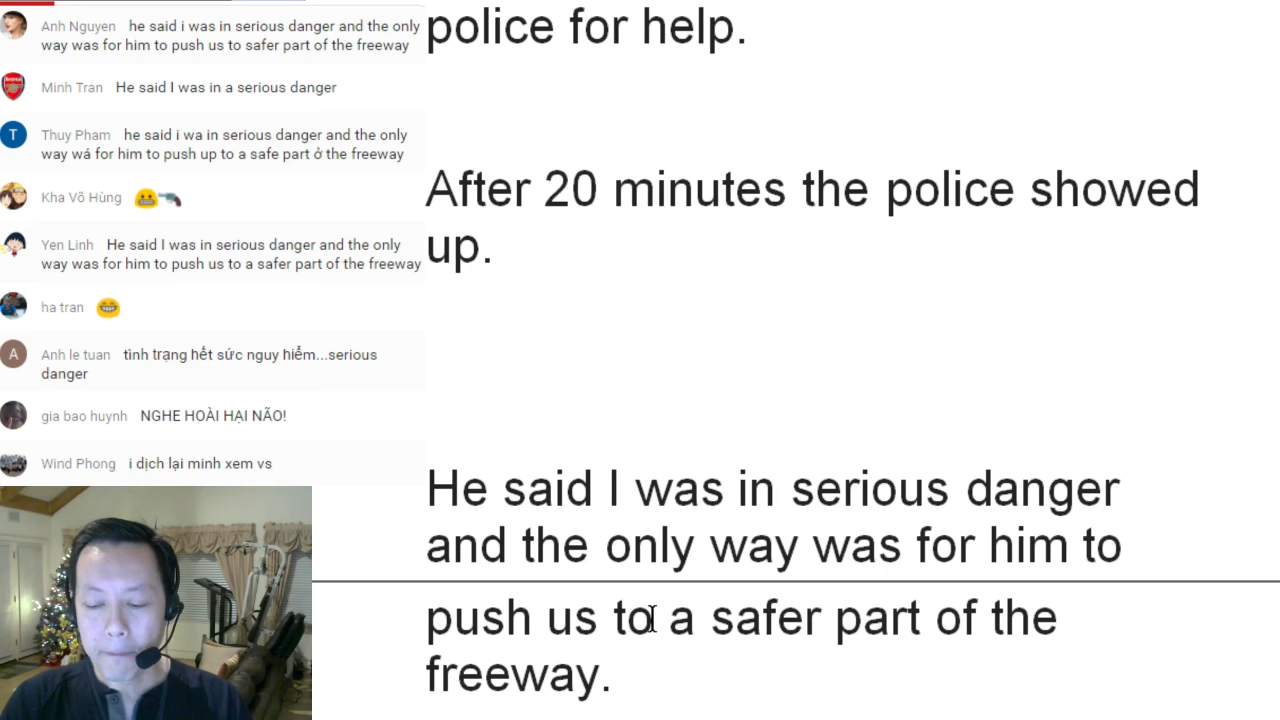 Anh Nguyen he said i was in serious danger and the only
way was for him to push us to safer part of the freeway
Minh Tran He said I was in a serious danger
T
Thuy Pham he said i wa in serious danger and the only
way wá for him to push up to a safe part ở the freeway
Kha Võ Hùng
Yen Linh He said I was in serious danger and the only
way was for him to push us to a safer part of the freeway
ha tran
A
Anh le tuan tình trạng hết sức nguy hiểm...serious
danger
gia bao huynh NGHE HOÀI HẠI NÃO!
Wind Phong i dịch lại minh xem vs
police for help.
After 20 minutes the police showed
up.
He said I was in serious danger
and the only way was for him to
push us to a safer part of the
freeway.